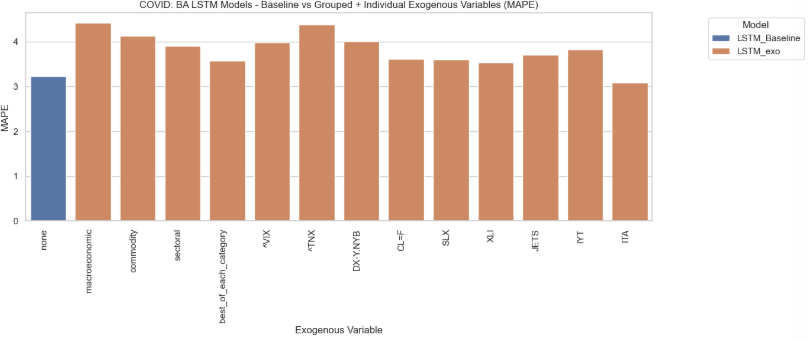 COVID: BA LSTM Models - Baseline vs Grouped + Individual Exogenous Variables (MAPE)
Model
LSTM_Baseline
LSTM_exo
MAPE
4
3
2
1
0
none
macroeconomic
commodity
sectoral
best_of_each_category
^VIX
^TNX
DX-Y.NYB
CL=F
SLX
XLI
JETS
IYT
ITA
Exogenous Variable